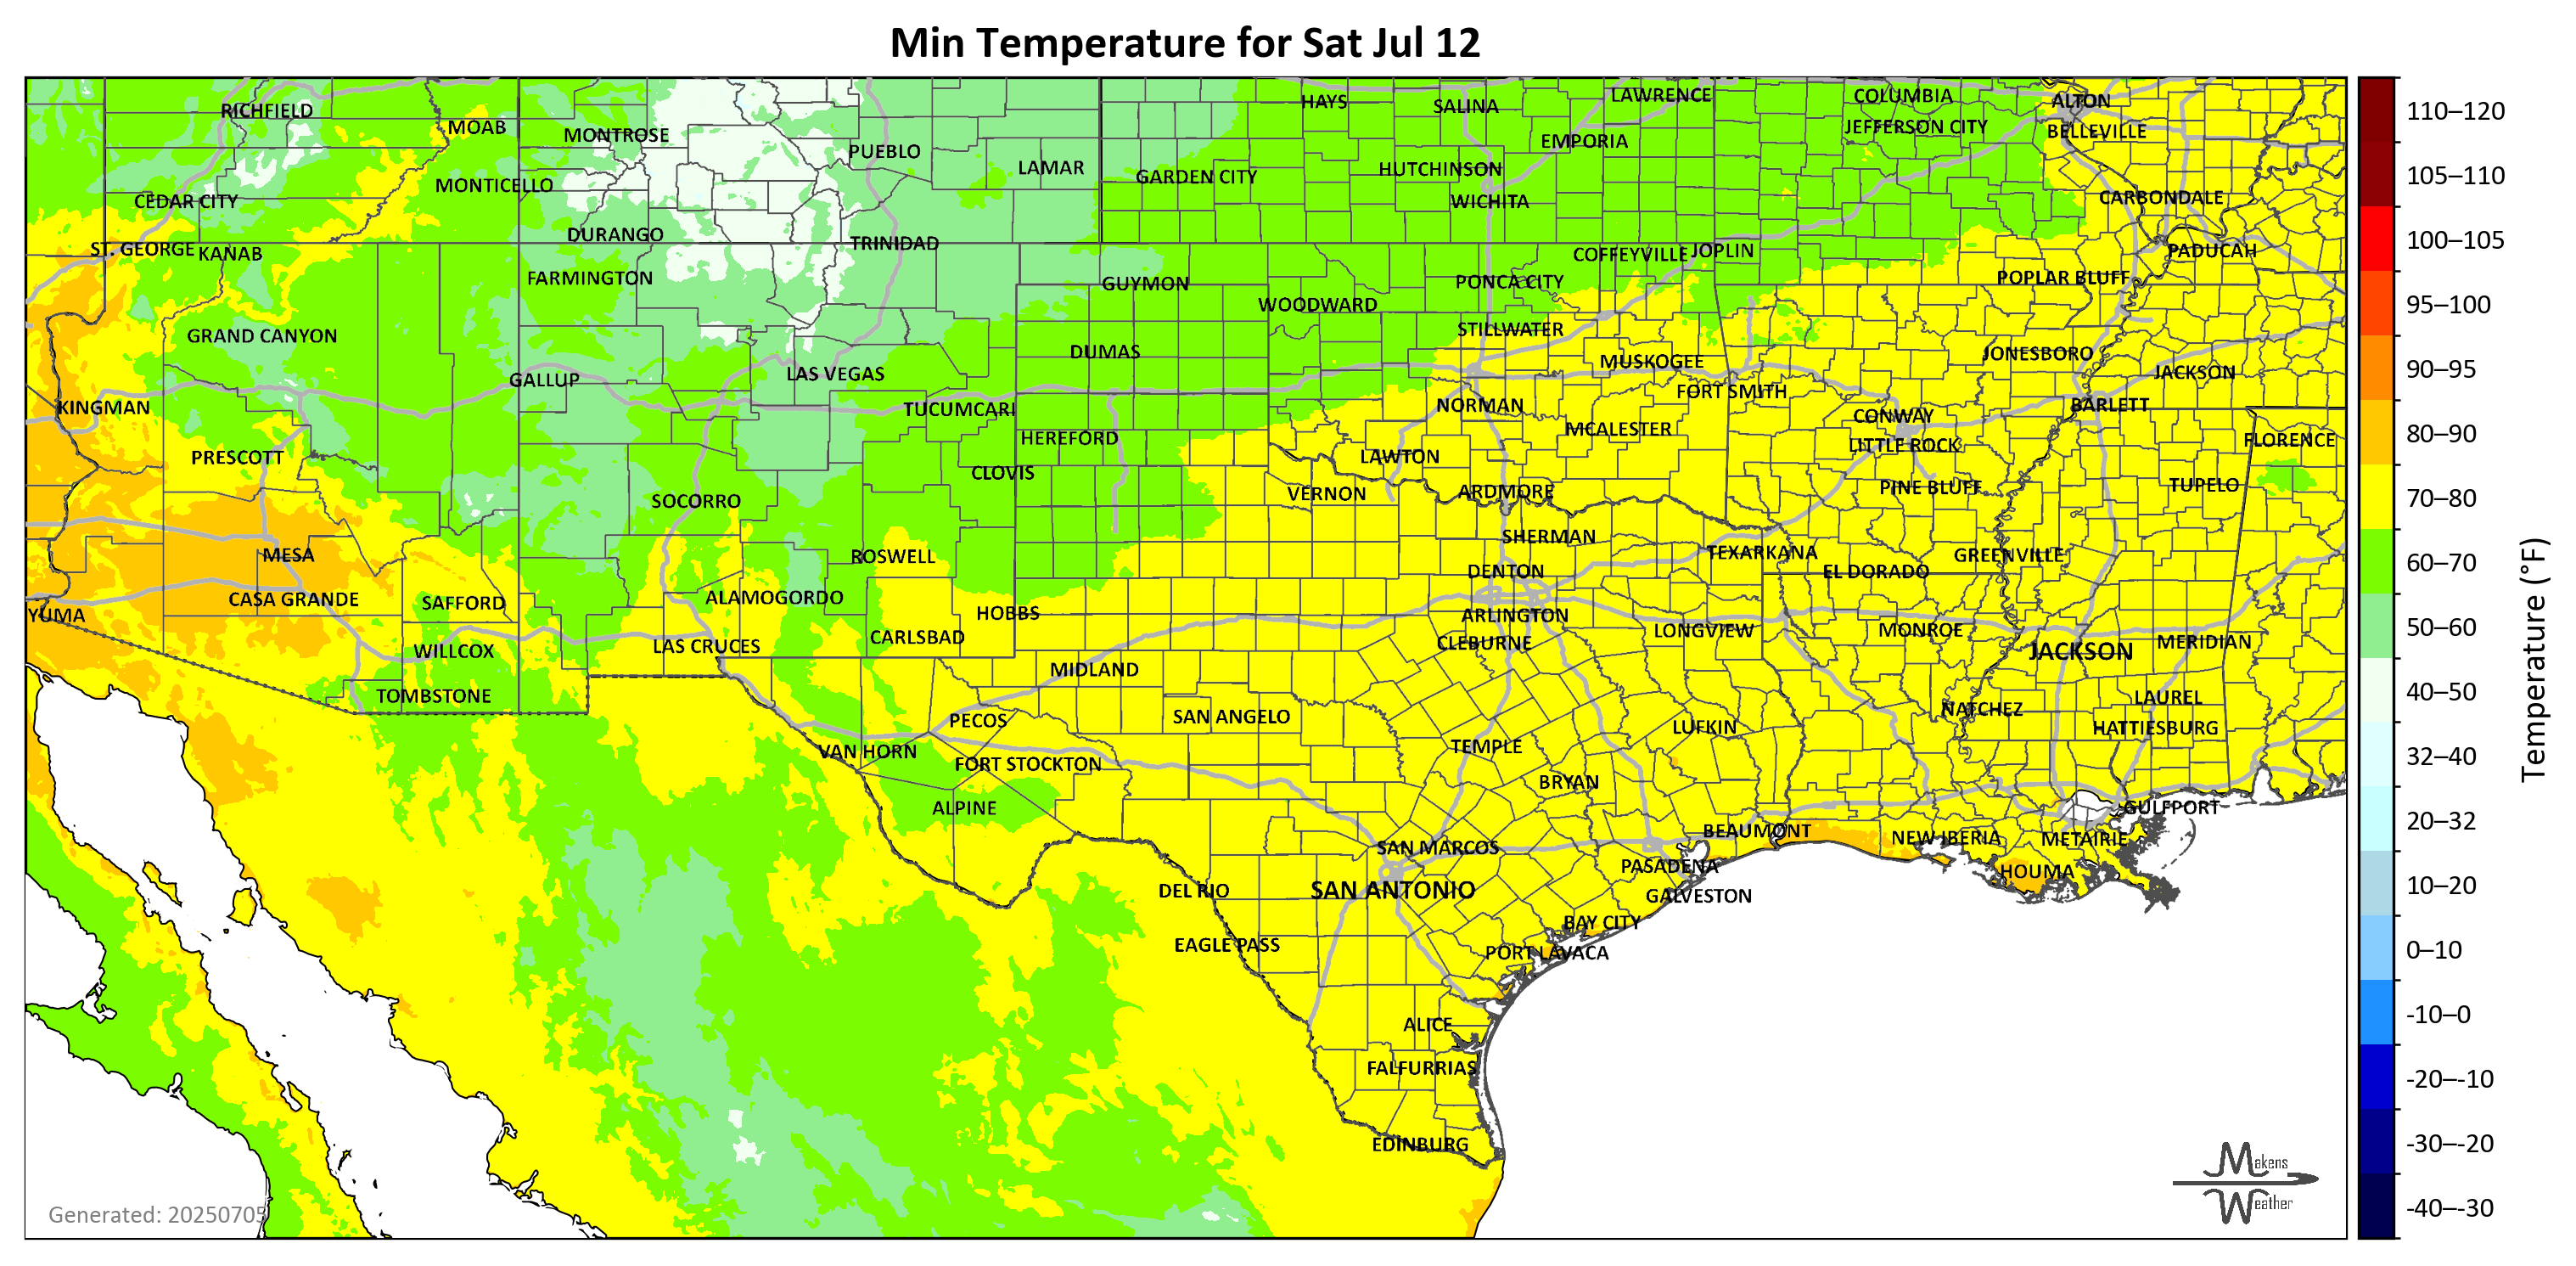 Min Temperature for Sat Jul 12
RICHFIELD
MOAB
MONTROSE
PUEBLO
LAMAR
HAYS
SALINA
LAWRENCE
COLUMBIA
ALTON
EMPORIA
JEFFERSON CITY
BELLEVILLE
MONTICELLO
GARDEN CITY
HUTCHINSON
CEDAR CITY
WICHITA
CARBONDALE
ST. GEORGE
KANAB
DURANGO
TRINIDAD
COFFEYVILLE
JOPLIN
PADUCAH
FARMINGTON
GUYMON
PONCA CITY
POPLAR BLUFF
WOODWARD
GRAND CANYON
STILLWATER
DUMAS
MUSKOGEE
JONESBORO
GALLUP
LAS VEGAS
FORT SMITH
JACKSON
KINGMAN
TUCUMCARI
NORMAN
CONWAY
BARLETT
HEREFORD
MCALESTER
LITTLE ROCK
FLORENCE
PRESCOTT
CLOVIS
LAWTON
SOCORRO
VERNON
ARDMORE
PINE BLUFF
TUPELO
MESA
ROSWELL
SHERMAN
TEXARKANA
GREENVILLE
CASA GRANDE
SAFFORD
ALAMOGORDO
DENTON
EL DORADO
YUMA
HOBBS
ARLINGTON
WILLCOX
LAS CRUCES
CARLSBAD
CLEBURNE
LONGVIEW
MONROE
JACKSON
MERIDIAN
TOMBSTONE
MIDLAND
LAUREL
PECOS
SAN ANGELO
LUFKIN
NATCHEZ
HATTIESBURG
VAN HORN
FORT STOCKTON
TEMPLE
ALPINE
BRYAN
GULFPORT
SAN MARCOS
BEAUMONT
NEW IBERIA
METAIRIE
DEL RIO
SAN ANTONIO
PASADENA
HOUMA
GALVESTON
EAGLE PASS
BAY CITY
PORT LAVACA
ALICE
FALFURRIAS
EDINBURG
Generated: 20250705
Makens
Weather
110–120
105–110
100–105
95–100
90–95
80–90
70–80
60–70
50–60
40–50
32–40
20–32
10–20
0–10
-10–0
-20–-10
-30–-20
-40–-30
Temperature (°F)